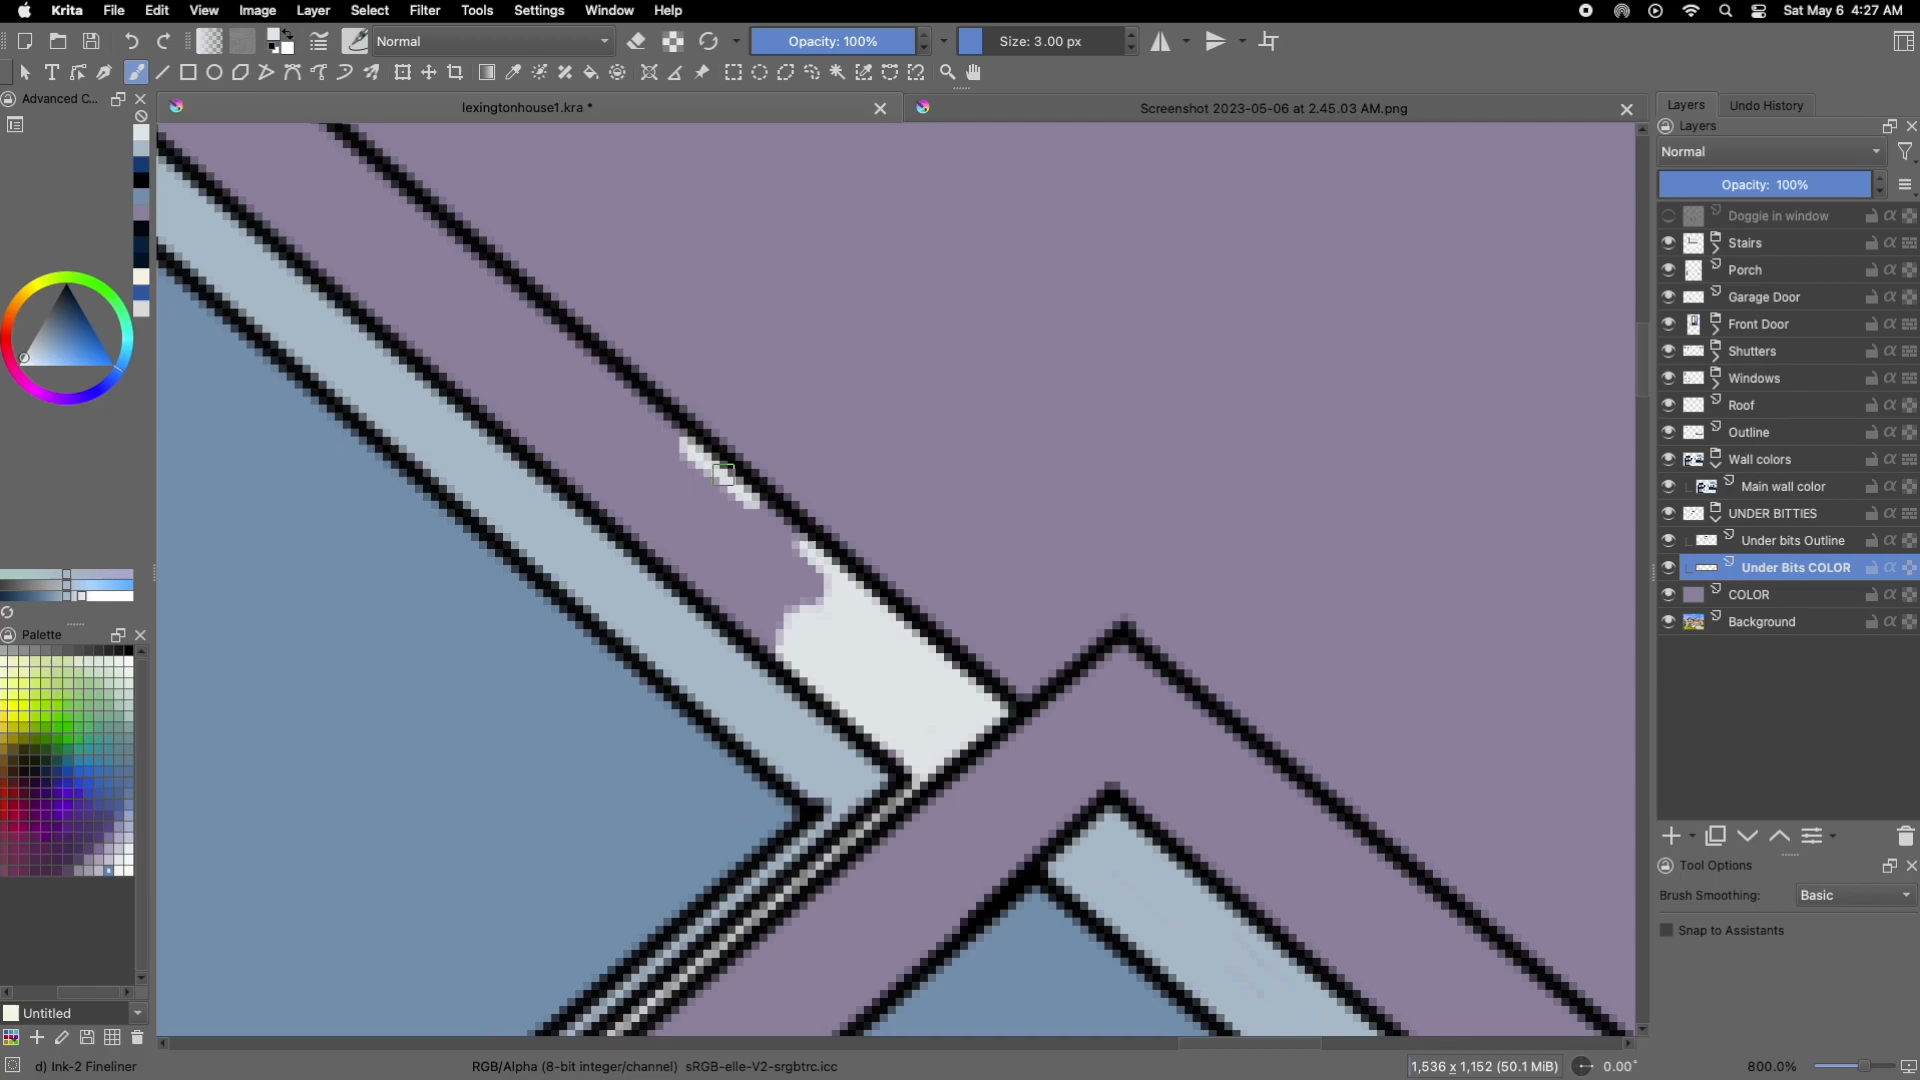 Krita File Edit View Image Layer Select Filter Tools Settings Window Help Sat May 6 4:27 AM
Normal Opacity: 100% Size: 3.00 px
Advanced C... lexingtonhouse1.kra * Screenshot 2023-05-06 at 2.45.03 AM.png Layers Undo History
Layers
Normal
Opacity: 100%
Doggie in window
Stairs
Porch
Garage Door
Front Door
Shutters
Windows
Roof
Outline
Wall colors
Main wall color
UNDER BITTIES
Under bits Outline
Under Bits COLOR
COLOR
Background
Palette
Tool Options
Brush Smoothing: Basic
Snap to Assistants
Untitled
d) Ink-2 Fineliner RGB/Alpha (8-bit integer/channel) sRGB-elle-V2-srgbtrc.icc 1,536 x 1,152 (50.1 MiB) 0.00° 800.0%